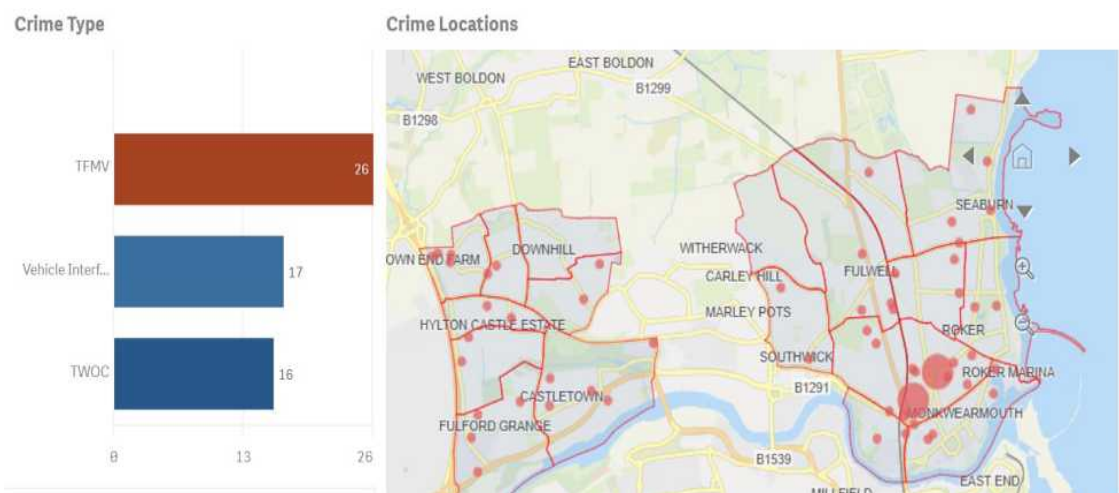 Crime Type
TFMV
26
Vehicle Interf...
17
TWOC
16
0
13
26
Crime Locations
EAST BOLDON
WEST BOLDON
B1299
B1298
SEABURN
OWN END FARM
DOWNHILL
WITHERWACK
CARLEY HILL
FULWELL
MARLEY POTS
HYLTON CASTLE ESTATE
ROKER
SOUTHWICK
ROKER MARINA
B1291
CASTLETOWN
MONKWEARMOUTH
FULFORD GRANGE
B1539
MILLFIELD
EAST END